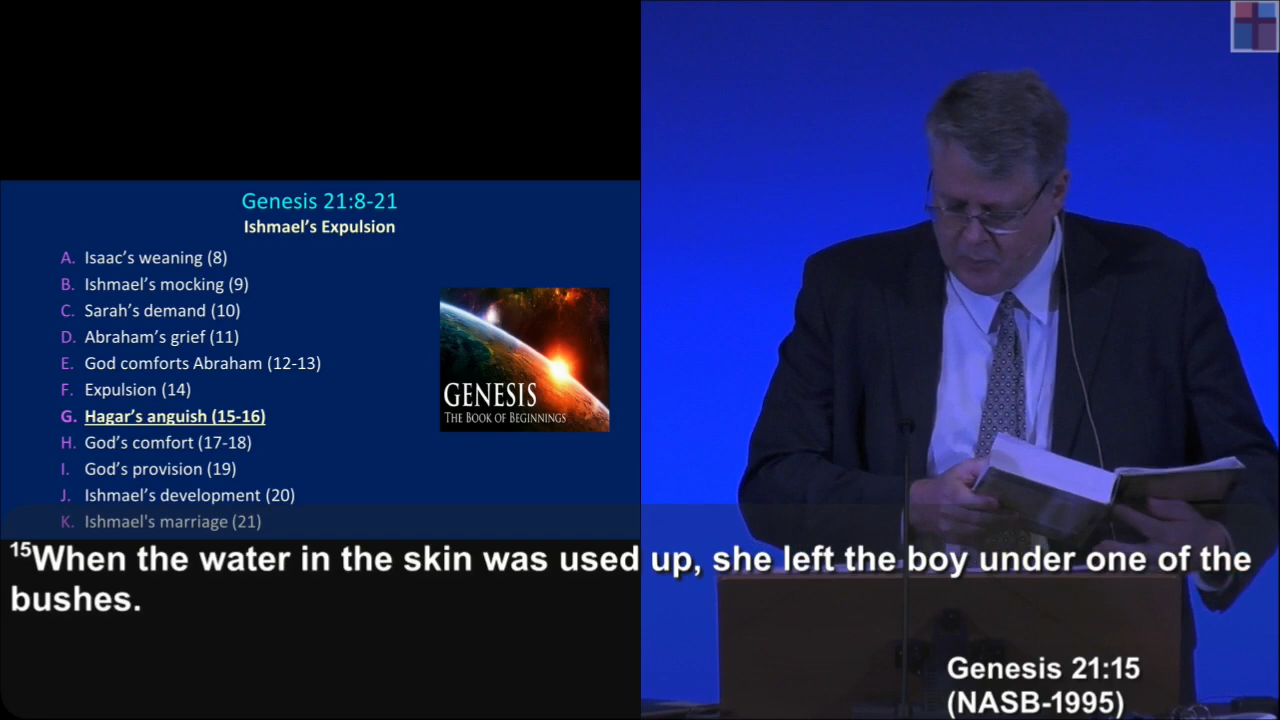 Genesis 21:8-21
Ishmael's Expulsion
A. Isaac's weaning (8)
B. Ishmael's mocking (9)
C. Sarah's demand (10)
D. Abraham's grief (11)
E. God comforts Abraham (12-13)
F. Expulsion (14)
G. Hagar's anguish (15-16)
H. God's comfort (17-18)
I. God's provision (19)
J. Ishmael's development (20)
K. Ishmael's marriage (21)
GENESIS
THE BOOK OF BEGINNINGS
15When the water in the skin was used up, she left the boy under one of the
bushes.
Genesis 21:15
(NASB-1995)